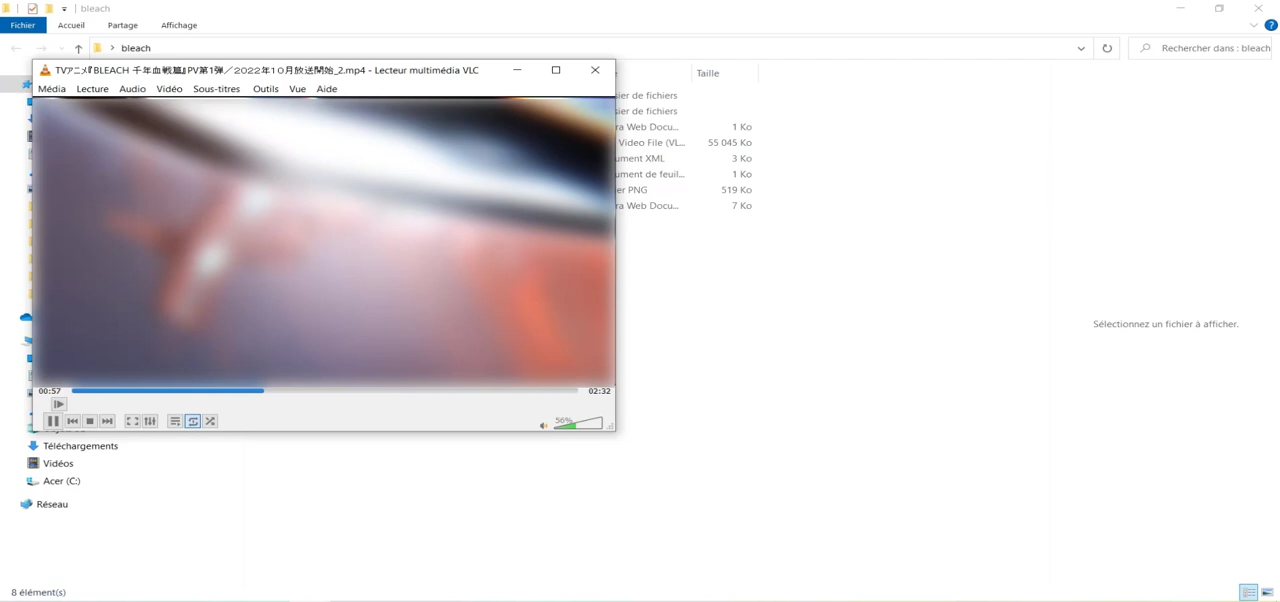 bleach
Fichier Accueil Partage Affichage
bleach
Rechercher dans : bleach
TVアニメ『BLEACH 千年血戦篇』PV第1弾／2022年10月放送開始_2.mp4 - Lecteur multimédia VLC
Média Lecture Audio Vidéo Sous-titres Outils Vue Aide
Taille
ier de fichiers
ier de fichiers
ra Web Docu... 1 Ko
Video File (VL... 55 045 Ko
ument XML 3 Ko
ument de feuil... 1 Ko
er PNG 519 Ko
ra Web Docu... 7 Ko
Sélectionnez un fichier à afficher.
00:57 02:32
56%
Téléchargements
Vidéos
Acer (C:)
Réseau
8 élément(s)